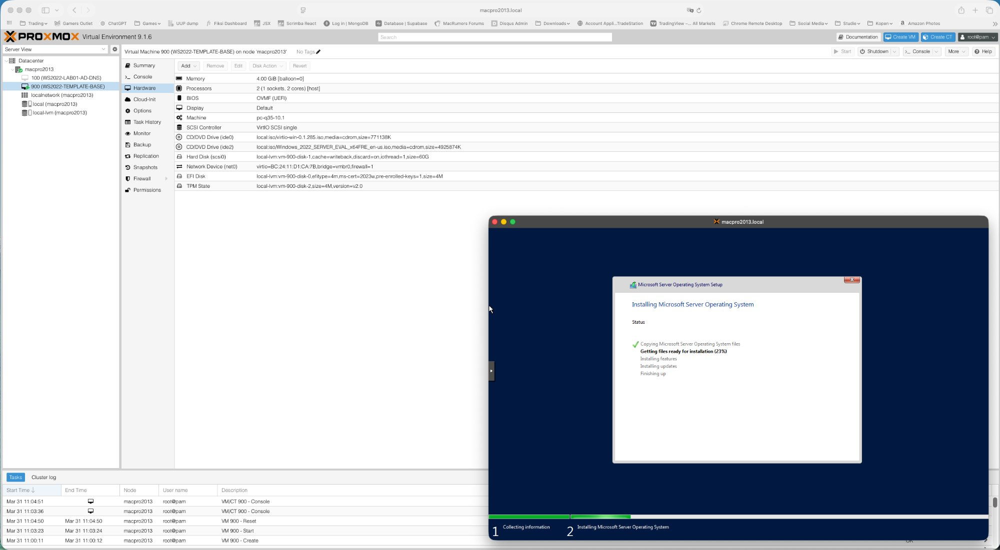 macpro2013.local
Trading Gamers Outlet ChatGPT Games UUP dump Fiksi Dashboard JSX Scrimba React Log in | MongoDB Database | Supabase MacRumors Forums Disqus Admin Downloads Account Appli...TradeStation TradingView –... All Markets Chrome Remote Desktop Social Media Studie Kopen Amazon Photos
PROXMOX Virtual Environment 9.1.6 Search Documentation Create VM Create CT root@pam
Server View
Virtual Machine 900 (WS2022-TEMPLATE-BASE) on node 'macpro2013' No Tags Start Shutdown Console More Help
Datacenter
macpro2013
100 (WS2022-LAB01-AD-DNS)
900 (WS2022-TEMPLATE-BASE)
localnetwork (macpro2013)
local (macpro2013)
local-lvm (macpro2013)
Summary
Console
Hardware
Cloud-Init
Options
Task History
Monitor
Backup
Replication
Snapshots
Firewall
Permissions
Add Remove Edit Disk Action Revert
Memory 4.00 GiB [balloon=0]
Processors 2 (1 sockets, 2 cores) [host]
BIOS OVMF (UEFI)
Display Default
Machine pc-q35-10.1
SCSI Controller VirtIO SCSI single
CD/DVD Drive (ide0) local:iso/virtio-win-0.1.285.iso,media=cdrom,size=771138K
CD/DVD Drive (ide2) local:iso/Windows_2022_SERVER_EVAL_x64FRE_en-us.iso,media=cdrom,size=4925874K
Hard Disk (scsi0) local-lvm:vm-900-disk-1,cache=writeback,discard=on,iothread=1,size=60G
Network Device (net0) virtio=BC:24:11:D1:CA:7B,bridge=vmbr0,firewall=1
EFI Disk local-lvm:vm-900-disk-0,efitype=4m,ms-cert=2023w,pre-enrolled-keys=1,size=4M
TPM State local-lvm:vm-900-disk-2,size=4M,version=v2.0
macpro2013.local
Microsoft Server Operating System Setup
Installing Microsoft Server Operating System
Status
Copying Microsoft Server Operating System files
Getting files ready for installation (23%)
Installing features
Installing updates
Finishing up
1 Collecting information 2 Installing Microsoft Server Operating System
Tasks Cluster log
Start Time End Time Node User name Description
Mar 31 11:04:51 macpro2013 root@pam VM/CT 900 - Console
Mar 31 11:03:36 macpro2013 root@pam VM/CT 900 - Console
Mar 31 11:04:50 Mar 31 11:04:50 macpro2013 root@pam VM 900 - Reset
Mar 31 11:03:23 Mar 31 11:03:24 macpro2013 root@pam VM 900 - Start
Mar 31 11:00:11 Mar 31 11:00:12 macpro2013 root@pam VM 900 - Create OK